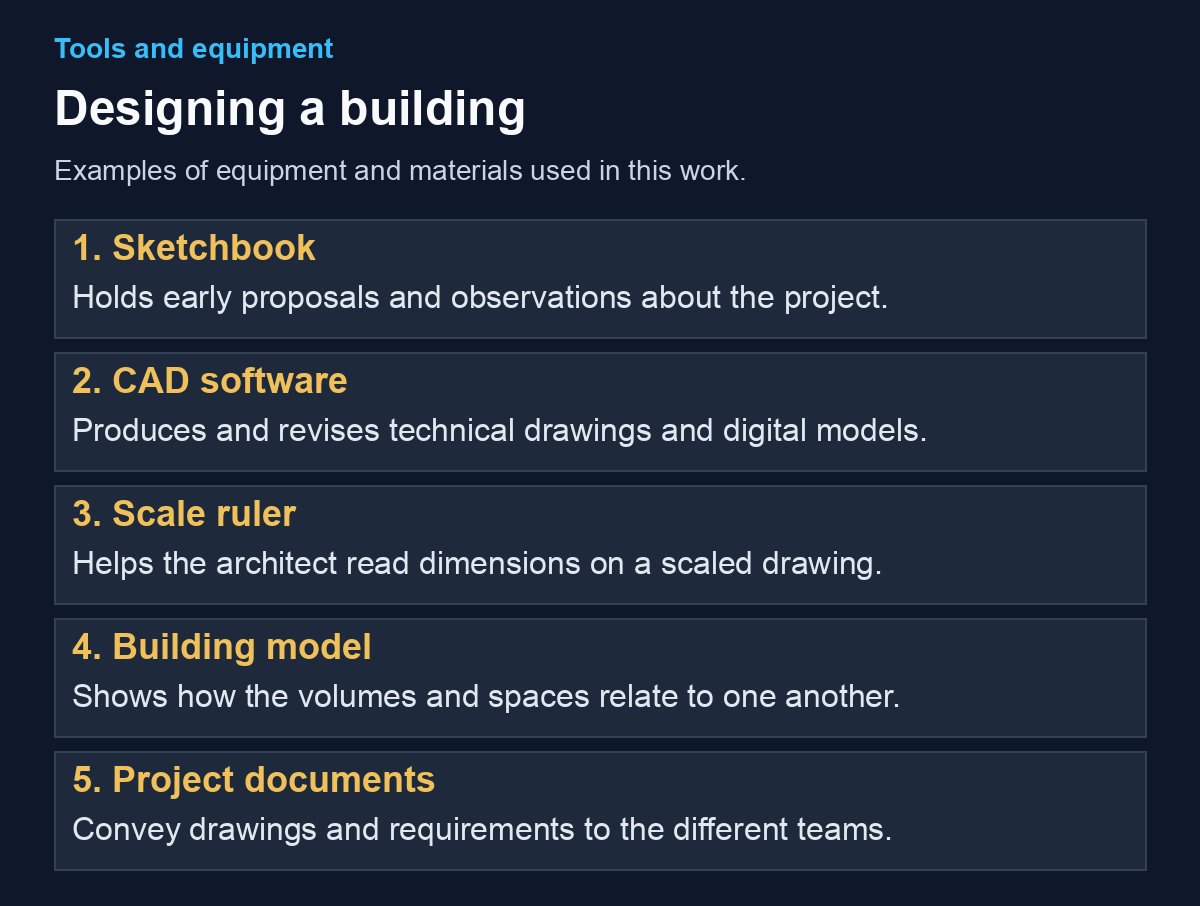 Tools and equipment
Designing a building
Examples of equipment and materials used in this work.
1. Sketchbook
Holds early proposals and observations about the project.
2. CAD software
Produces and revises technical drawings and digital models.
3. Scale ruler
Helps the architect read dimensions on a scaled drawing.
4. Building model
Shows how the volumes and spaces relate to one another.
5. Project documents
Convey drawings and requirements to the different teams.